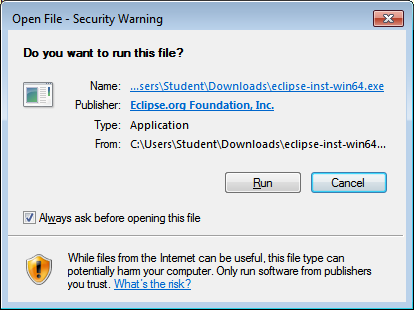 Open File - Security Warning
Do you want to run this file?
Name: ...sers\Student\Downloads\eclipse-inst-win64.exe
Publisher: Eclipse.org Foundation, Inc.
Type: Application
From: C:\Users\Student\Downloads\eclipse-inst-win64...
Run Cancel
Always ask before opening this file
While files from the Internet can be useful, this file type can
potentially harm your computer. Only run software from publishers
you trust. What's the risk?